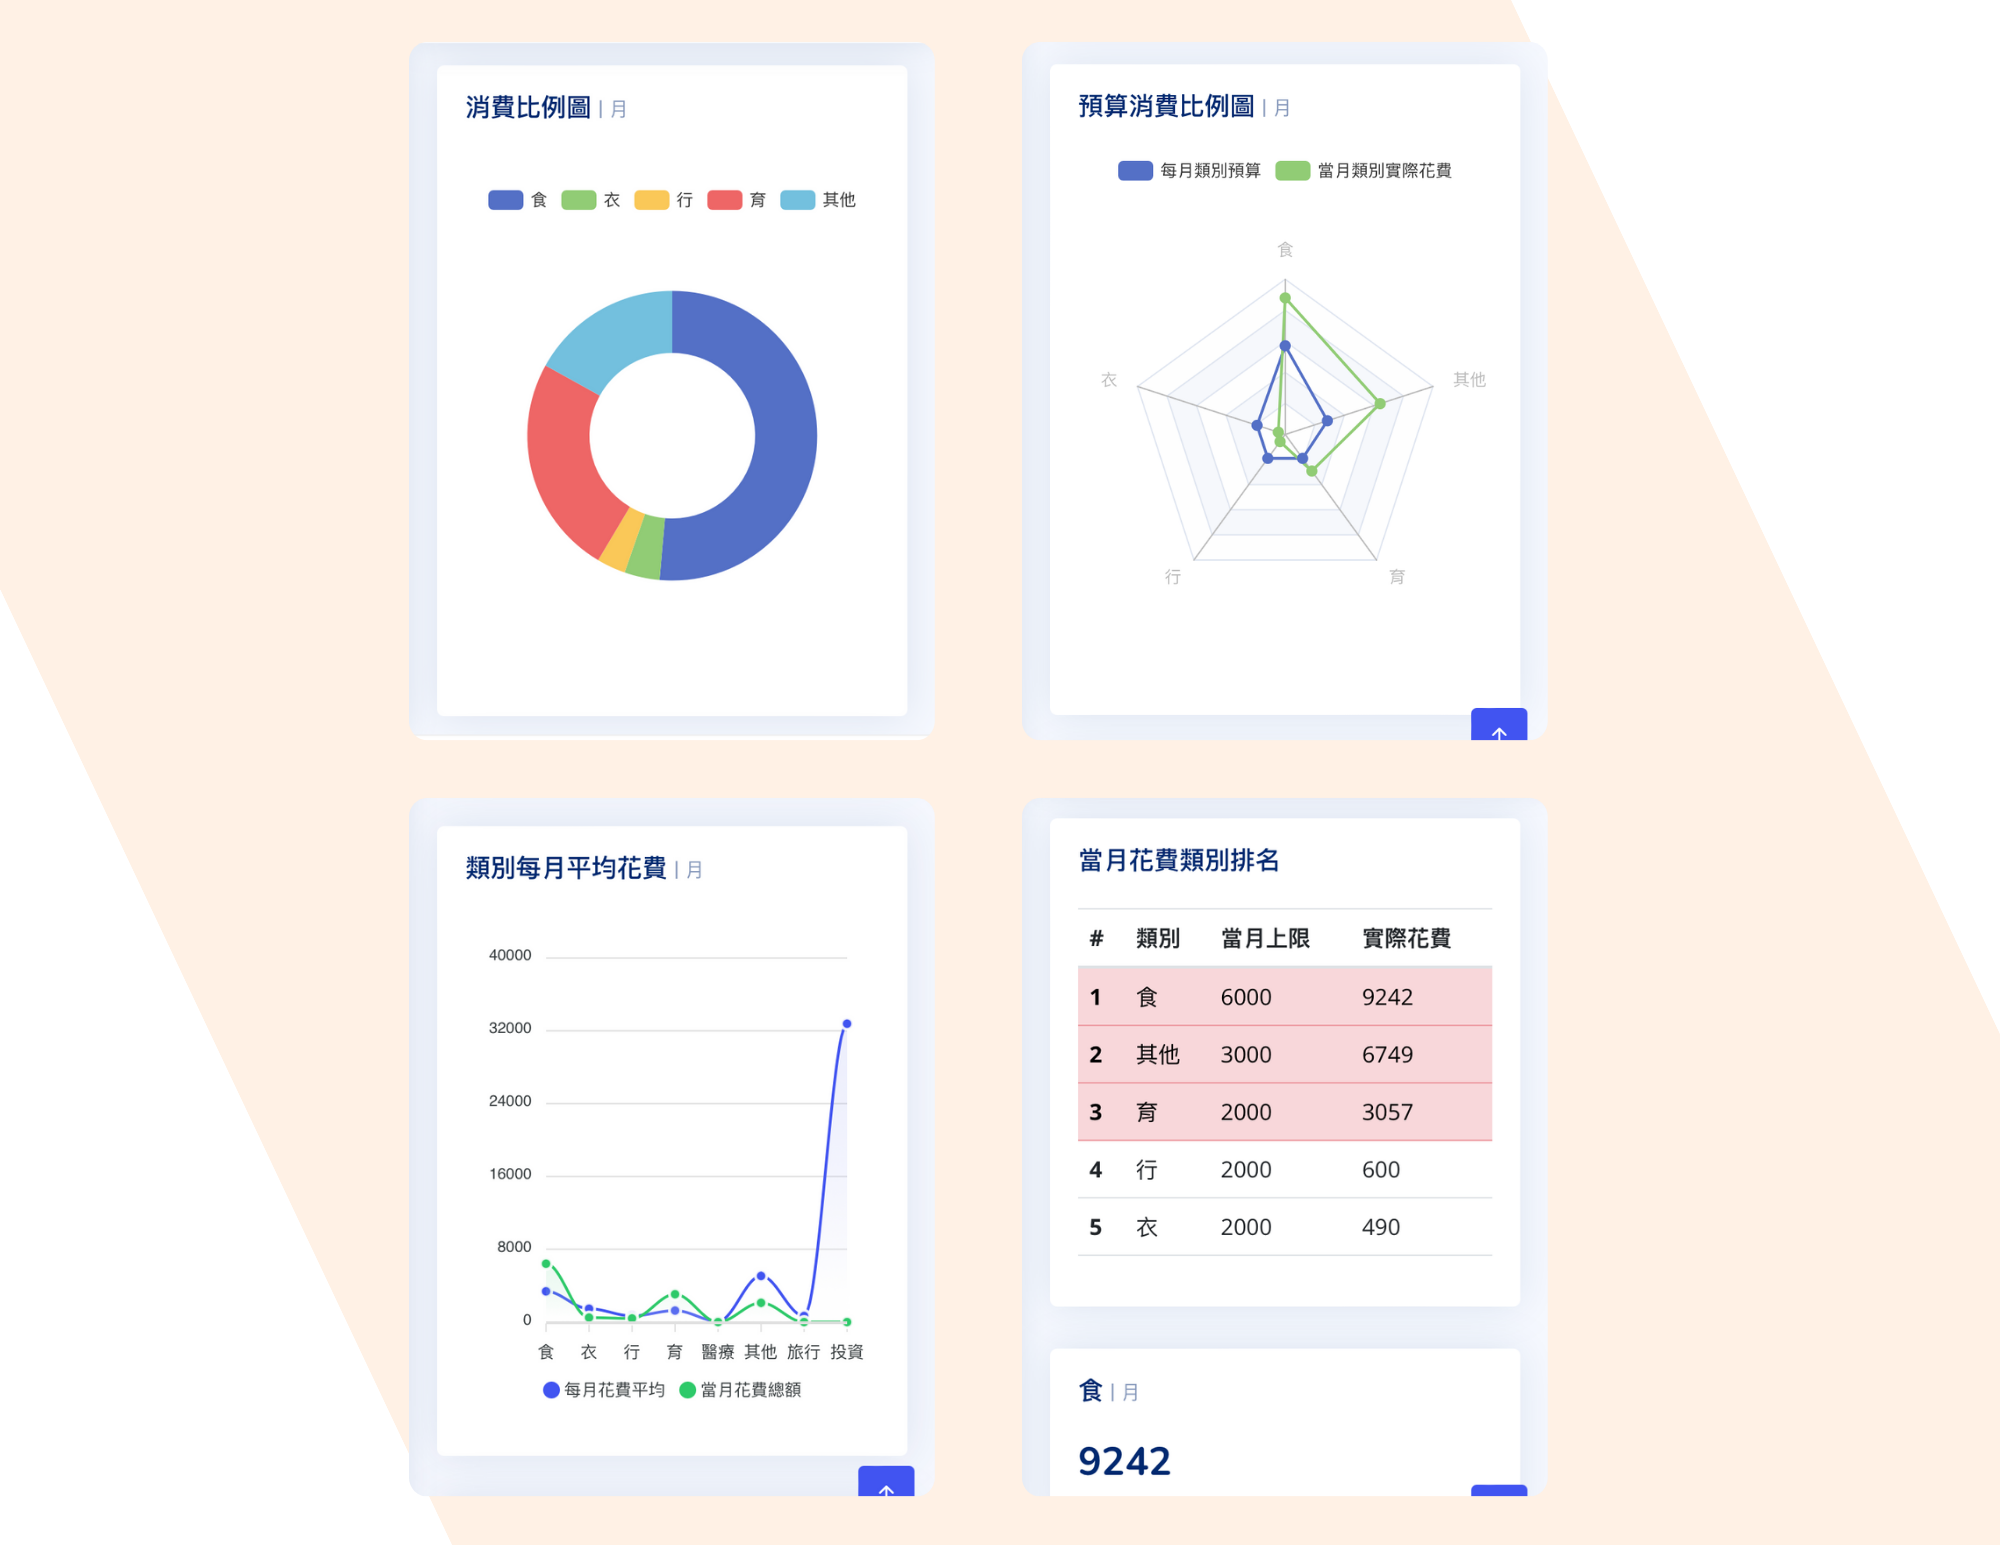 消費比例圖 | 月
食 衣 行 育 其他
預算消費比例圖 | 月
每月類別預算 當月類別實際花費
食
衣 其他
行 育
類別每月平均花費 | 月
40000
32000
24000
16000
8000
0
食 衣 行 育 醫療 其他 旅行 投資
每月花費平均 當月花費總額
當月花費類別排名
# 類別 當月上限 實際花費
1 食 6000 9242
2 其他 3000 6749
3 育 2000 3057
4 行 2000 600
5 衣 2000 490
食 | 月
9242